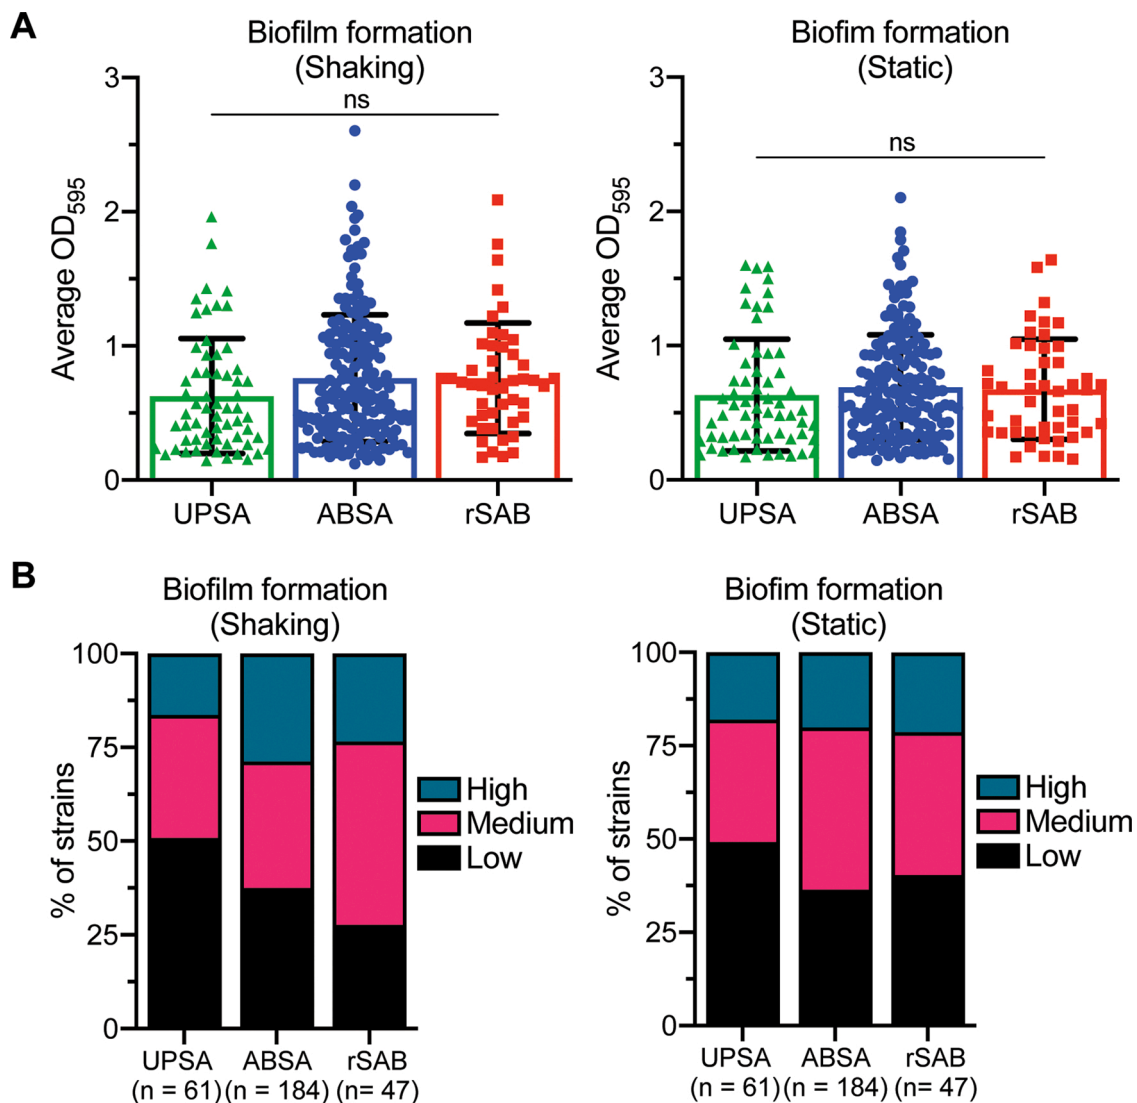 A
Biofilm formation
(Shaking)
3
2
1
0
Average OD595
ns
UPSA
ABSA
rSAB
Biofim formation
(Static)
3
2
1
0
Average OD595
ns
UPSA
ABSA
rSAB
B
Biofilm formation
(Shaking)
100
75
50
25
0
% of strains
High
Medium
Low
UPSA
(n = 61)
ABSA
(n = 184)
rSAB
(n= 47)
Biofim formation
(Static)
100
75
50
25
0
% of strains
High
Medium
Low
UPSA
(n = 61)
ABSA
(n = 184)
rSAB
(n= 47)